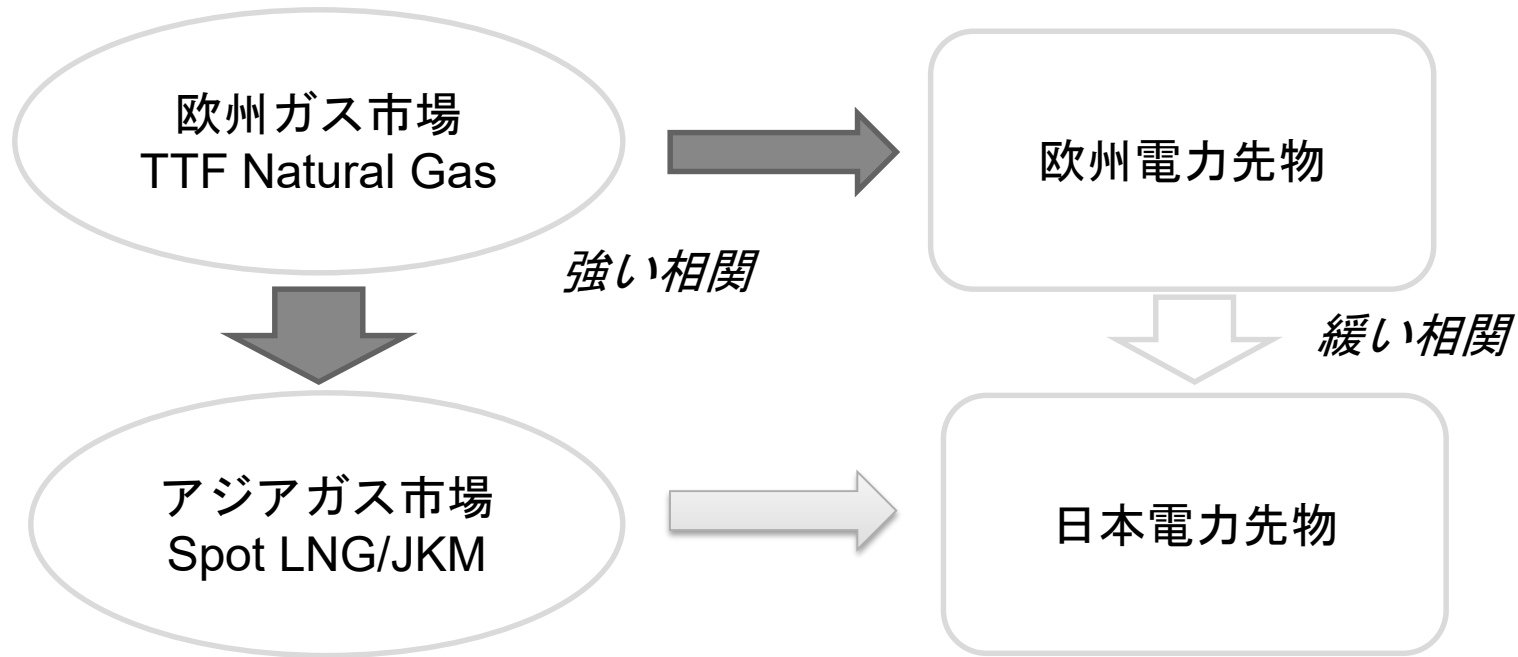 欧州ガス市場
TTF Natural Gas
欧州電力先物
強い相関
緩い相関
アジアガス市場
Spot LNG/JKM
日本電力先物